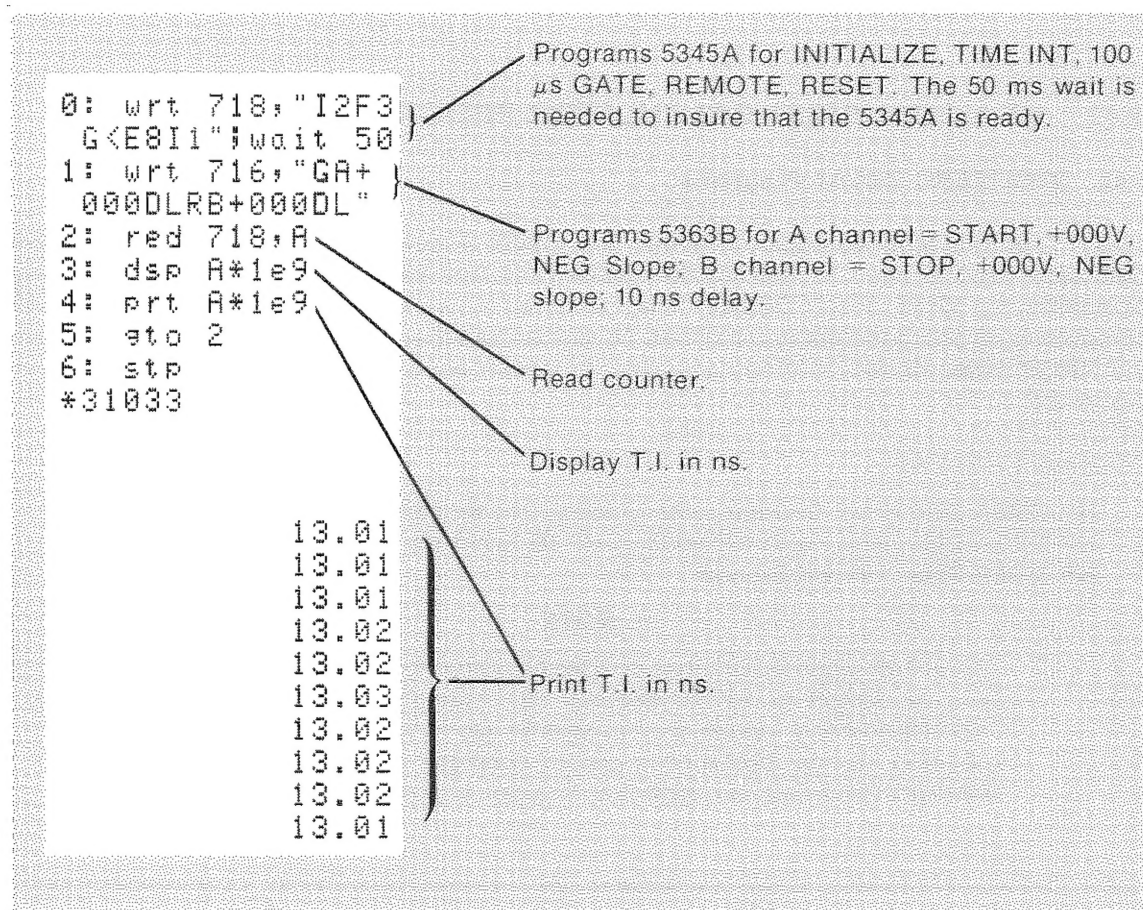 0: wrt 718,"I2F3
G<E8I1";wait 50
1: wrt 716,"GA+
000DLRB+000DL"
2: red 718,A
3: dsp A*1e9
4: prt A*1e9
5: gto 2
6: stp
*31033
13.01
13.01
13.01
13.02
13.02
13.03
13.02
13.02
13.02
13.01
Programs 5345A for INITIALIZE, TIME INT, 100
μs GATE, REMOTE, RESET. The 50 ms wait is
needed to insure that the 5345A is ready.
Programs 5363B for A channel = START, +000V,
NEG Slope; B channel = STOP, +000V, NEG
slope; 10 ns delay.
Read counter.
Display T.I. in ns.
Print T.I. in ns.